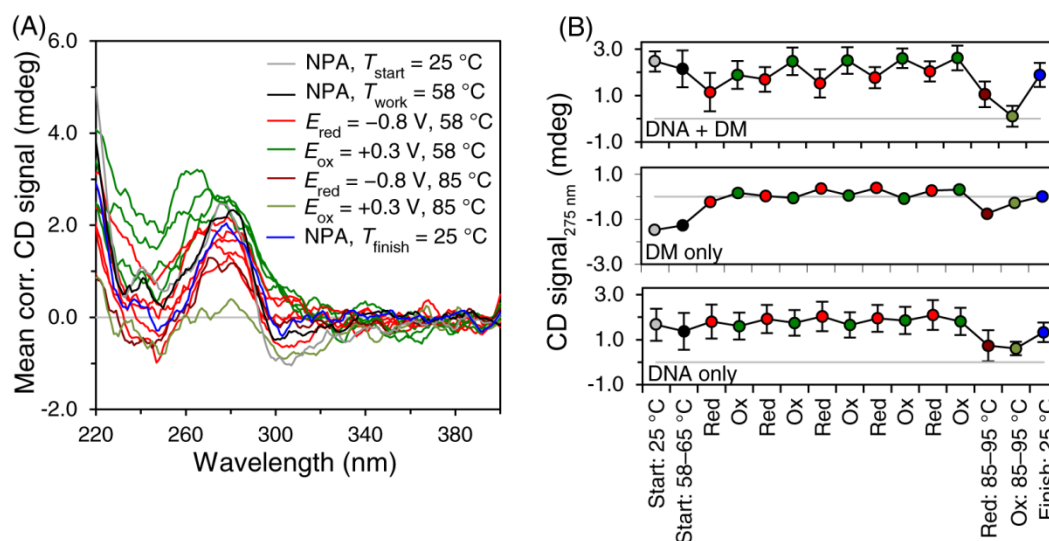 (A)
6.0
4.0
2.0
0.0
-2.0
Mean corr. CD signal (mdeg)
220
260
300
340
380
Wavelength (nm)
NPA, T_start = 25 °C
NPA, T_work = 58 °C
E_red = −0.8 V, 58 °C
E_ox = +0.3 V, 58 °C
E_red = −0.8 V, 85 °C
E_ox = +0.3 V, 85 °C
NPA, T_finish = 25 °C
(B)
CD signal_275 nm (mdeg)
3.0
1.0
-1.0
DNA + DM
1.0
-1.0
-3.0
DM only
3.0
1.0
-1.0
DNA only
Start: 25 °C
Start: 58–65 °C
Red
Ox
Red
Ox
Red
Ox
Red
Ox
Red
Ox
Red: 85–95 °C
Ox: 85–95 °C
Finish: 25 °C